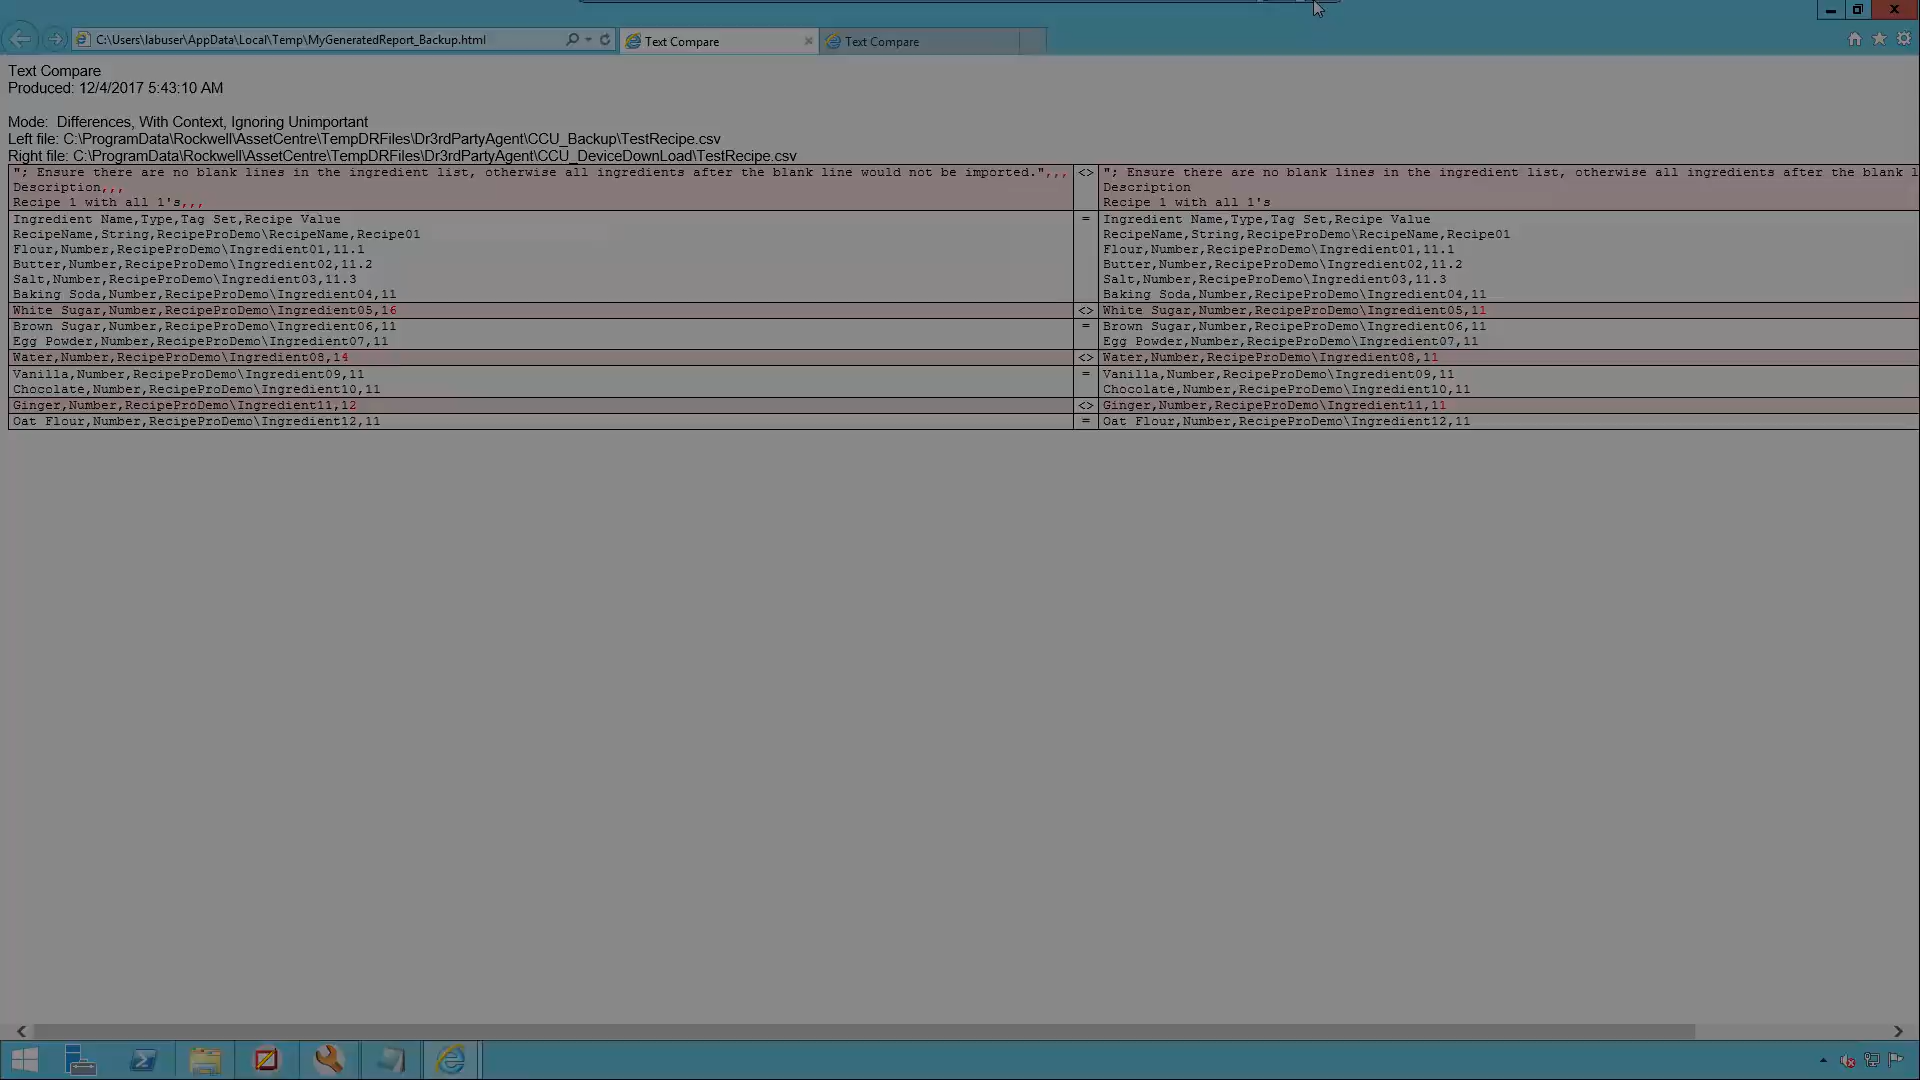 C:\Users\labuser\AppData\Local\Temp\MyGeneratedReport_Backup.html
Text Compare
Text Compare
Text Compare
Produced: 12/4/2017 5:43:10 AM
Mode:  Differences, With Context, Ignoring Unimportant
Left file: C:\ProgramData\Rockwell\AssetCentre\TempDRFiles\Dr3rdPartyAgent\CCU_Backup\TestRecipe.csv
Right file: C:\ProgramData\Rockwell\AssetCentre\TempDRFiles\Dr3rdPartyAgent\CCU_DeviceDownLoad\TestRecipe.csv
"; Ensure there are no blank lines in the ingredient list, otherwise all ingredients after the blank line would not be imported.",,, <> "; Ensure there are no blank lines in the ingredient list, otherwise all ingredients after the blank l
Description,,, Description
Recipe 1 with all 1's,,, Recipe 1 with all 1's
Ingredient Name,Type,Tag Set,Recipe Value = Ingredient Name,Type,Tag Set,Recipe Value
RecipeName,String,RecipeProDemo\RecipeName,Recipe01 RecipeName,String,RecipeProDemo\RecipeName,Recipe01
Flour,Number,RecipeProDemo\Ingredient01,11.1 Flour,Number,RecipeProDemo\Ingredient01,11.1
Butter,Number,RecipeProDemo\Ingredient02,11.2 Butter,Number,RecipeProDemo\Ingredient02,11.2
Salt,Number,RecipeProDemo\Ingredient03,11.3 Salt,Number,RecipeProDemo\Ingredient03,11.3
Baking Soda,Number,RecipeProDemo\Ingredient04,11 Baking Soda,Number,RecipeProDemo\Ingredient04,11
White Sugar,Number,RecipeProDemo\Ingredient05,16 <> White Sugar,Number,RecipeProDemo\Ingredient05,11
Brown Sugar,Number,RecipeProDemo\Ingredient06,11 = Brown Sugar,Number,RecipeProDemo\Ingredient06,11
Egg Powder,Number,RecipeProDemo\Ingredient07,11 Egg Powder,Number,RecipeProDemo\Ingredient07,11
Water,Number,RecipeProDemo\Ingredient08,14 <> Water,Number,RecipeProDemo\Ingredient08,11
Vanilla,Number,RecipeProDemo\Ingredient09,11 = Vanilla,Number,RecipeProDemo\Ingredient09,11
Chocolate,Number,RecipeProDemo\Ingredient10,11 Chocolate,Number,RecipeProDemo\Ingredient10,11
Ginger,Number,RecipeProDemo\Ingredient11,12 <> Ginger,Number,RecipeProDemo\Ingredient11,11
Oat Flour,Number,RecipeProDemo\Ingredient12,11 = Oat Flour,Number,RecipeProDemo\Ingredient12,11